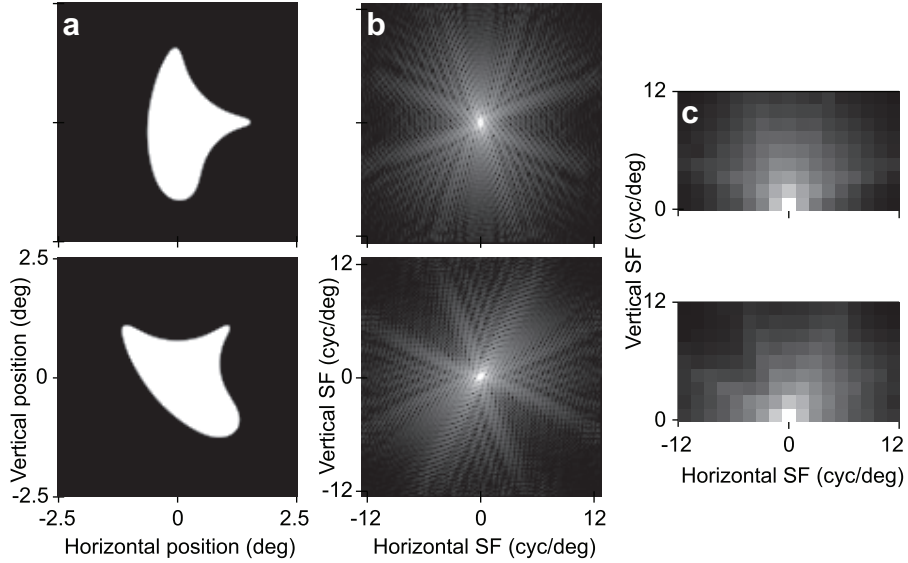 a
b
c
12
0
Vertical SF (cyc/deg)
12
0
-12
0
12
Horizontal SF (cyc/deg)
2.5
0
-2.5
Vertical position (deg)
-2.5
0
2.5
Horizontal position (deg)
12
0
-12
Vertical SF (cyc/deg)
-12
0
12
Horizontal SF (cyc/deg)